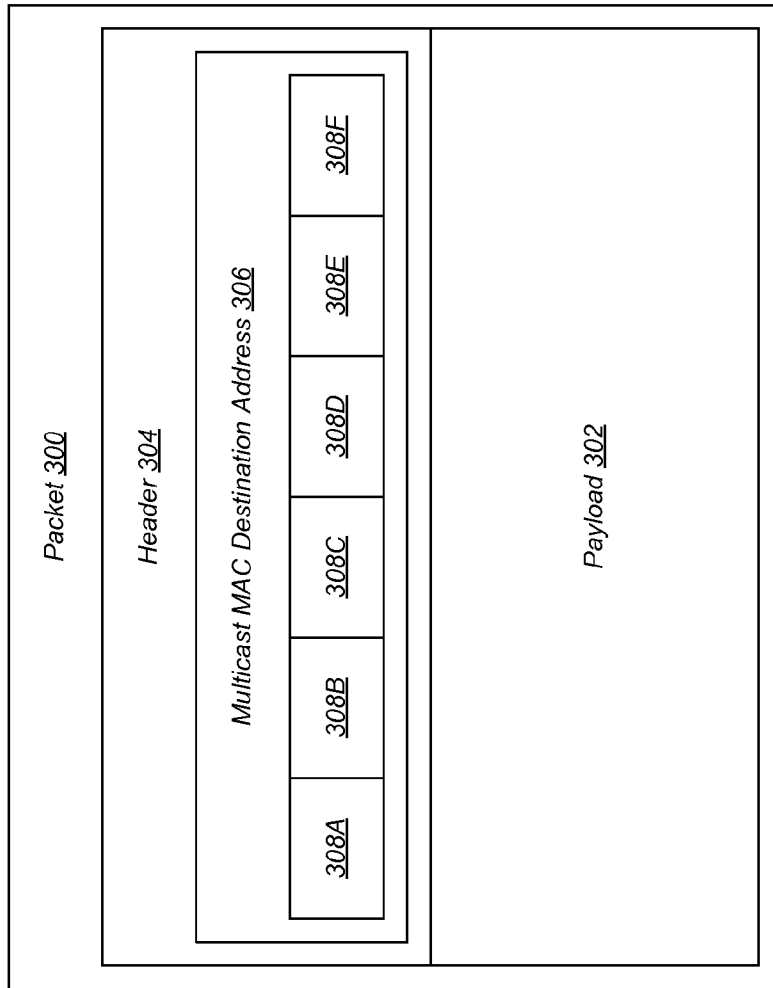 Packet 300
Header 304
Multicast MAC Destination Address 306
308A
308B
308C
308D
308E
308F
Payload 302